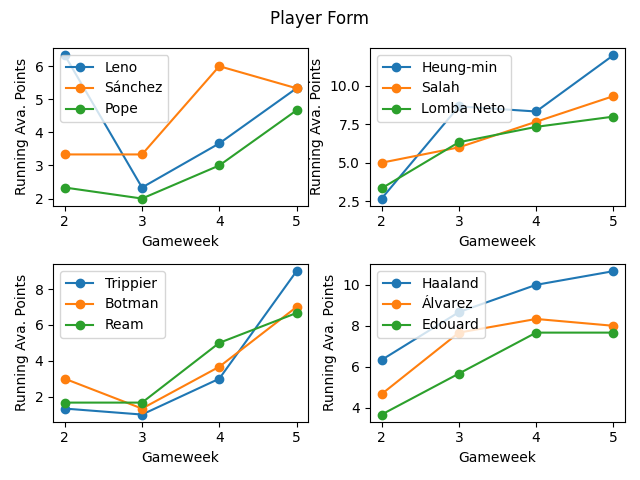 Player Form
Running Ava. Points
6
5
4
3
2
Leno
Sánchez
Pope
2 3 4 5
Gameweek
Running Ava. Points
10.0
7.5
5.0
2.5
Heung-min
Salah
Lomba Neto
2 3 4 5
Gameweek
Running Ava. Points
8
6
4
2
Trippier
Botman
Ream
2 3 4 5
Gameweek
Running Ava. Points
10
8
6
4
Haaland
Álvarez
Edouard
2 3 4 5
Gameweek